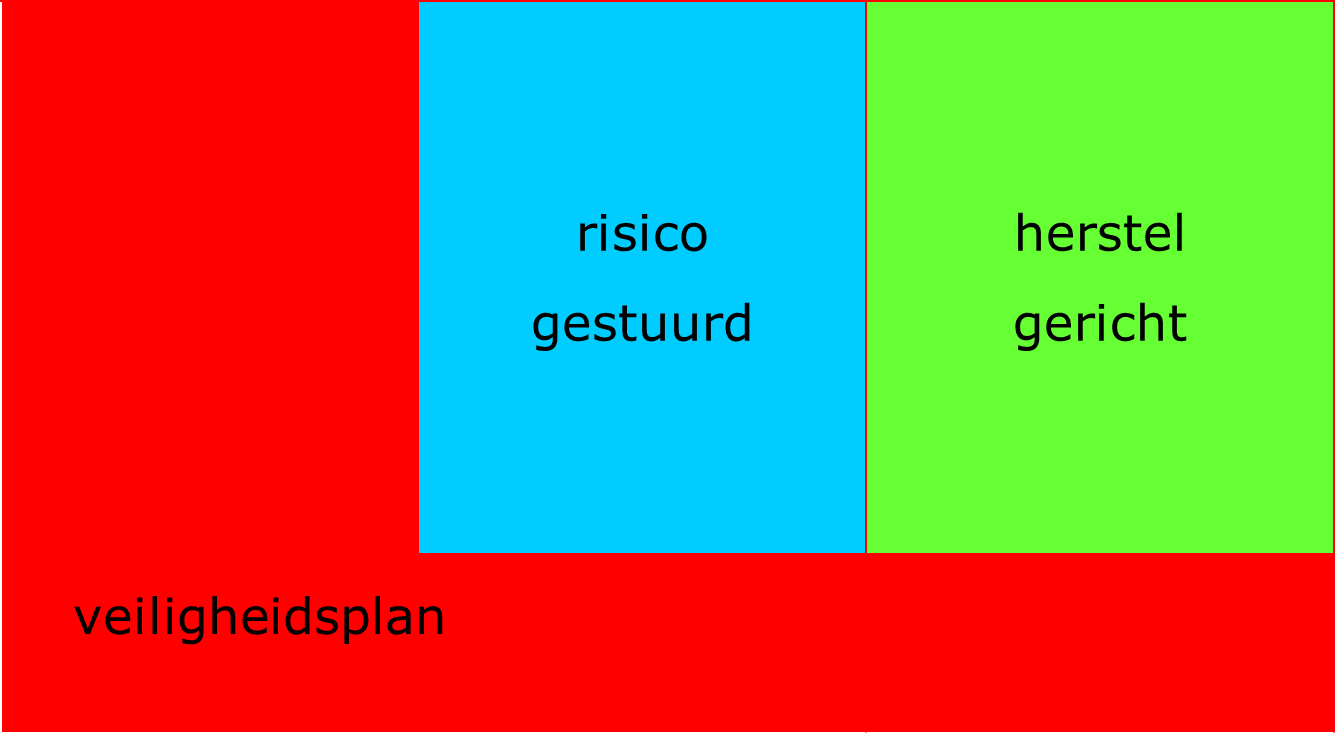 risico
gestuurd
herstel
gericht
veiligheidsplan